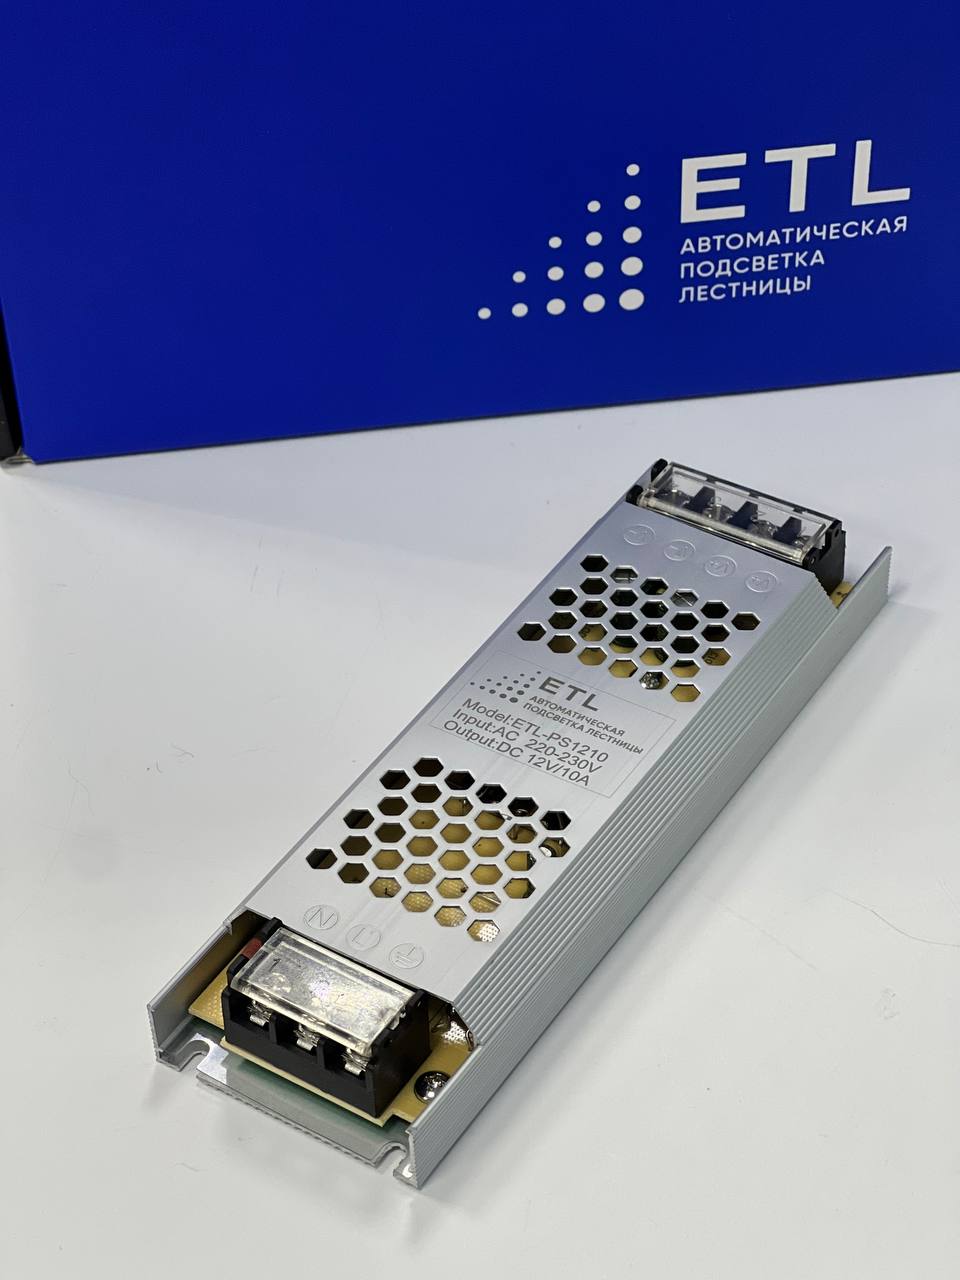 ETL
АВТОМАТИЧЕСКАЯ
ПОДСВЕТКА
ЛЕСТНИЦЫ
V-
V-
V+
V+
ETL
АВТОМАТИЧЕСКАЯ
ПОДСВЕТКА ЛЕСТНИЦЫ
Model:ETL-PS1210
Input:AC 220-230V
Output:DC 12V/10A
N
L